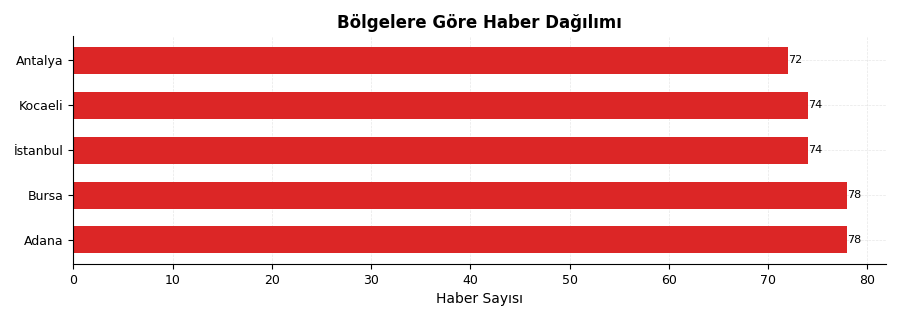 Bölgelere Göre Haber Dağılımı
Antalya 72
Kocaeli 74
İstanbul 74
Bursa 78
Adana 78
0 10 20 30 40 50 60 70 80
Haber Sayısı